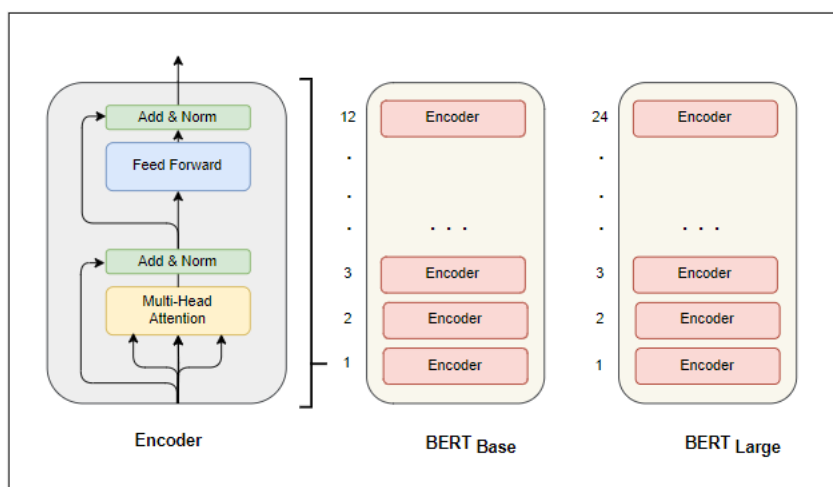 Add & Norm
Feed Forward
Add & Norm
Multi-Head
Attention
Encoder
12 Encoder
.
.
. . . .
3 Encoder
2 Encoder
1 Encoder
BERT Base
24 Encoder
.
.
. . . .
3 Encoder
2 Encoder
1 Encoder
BERT Large